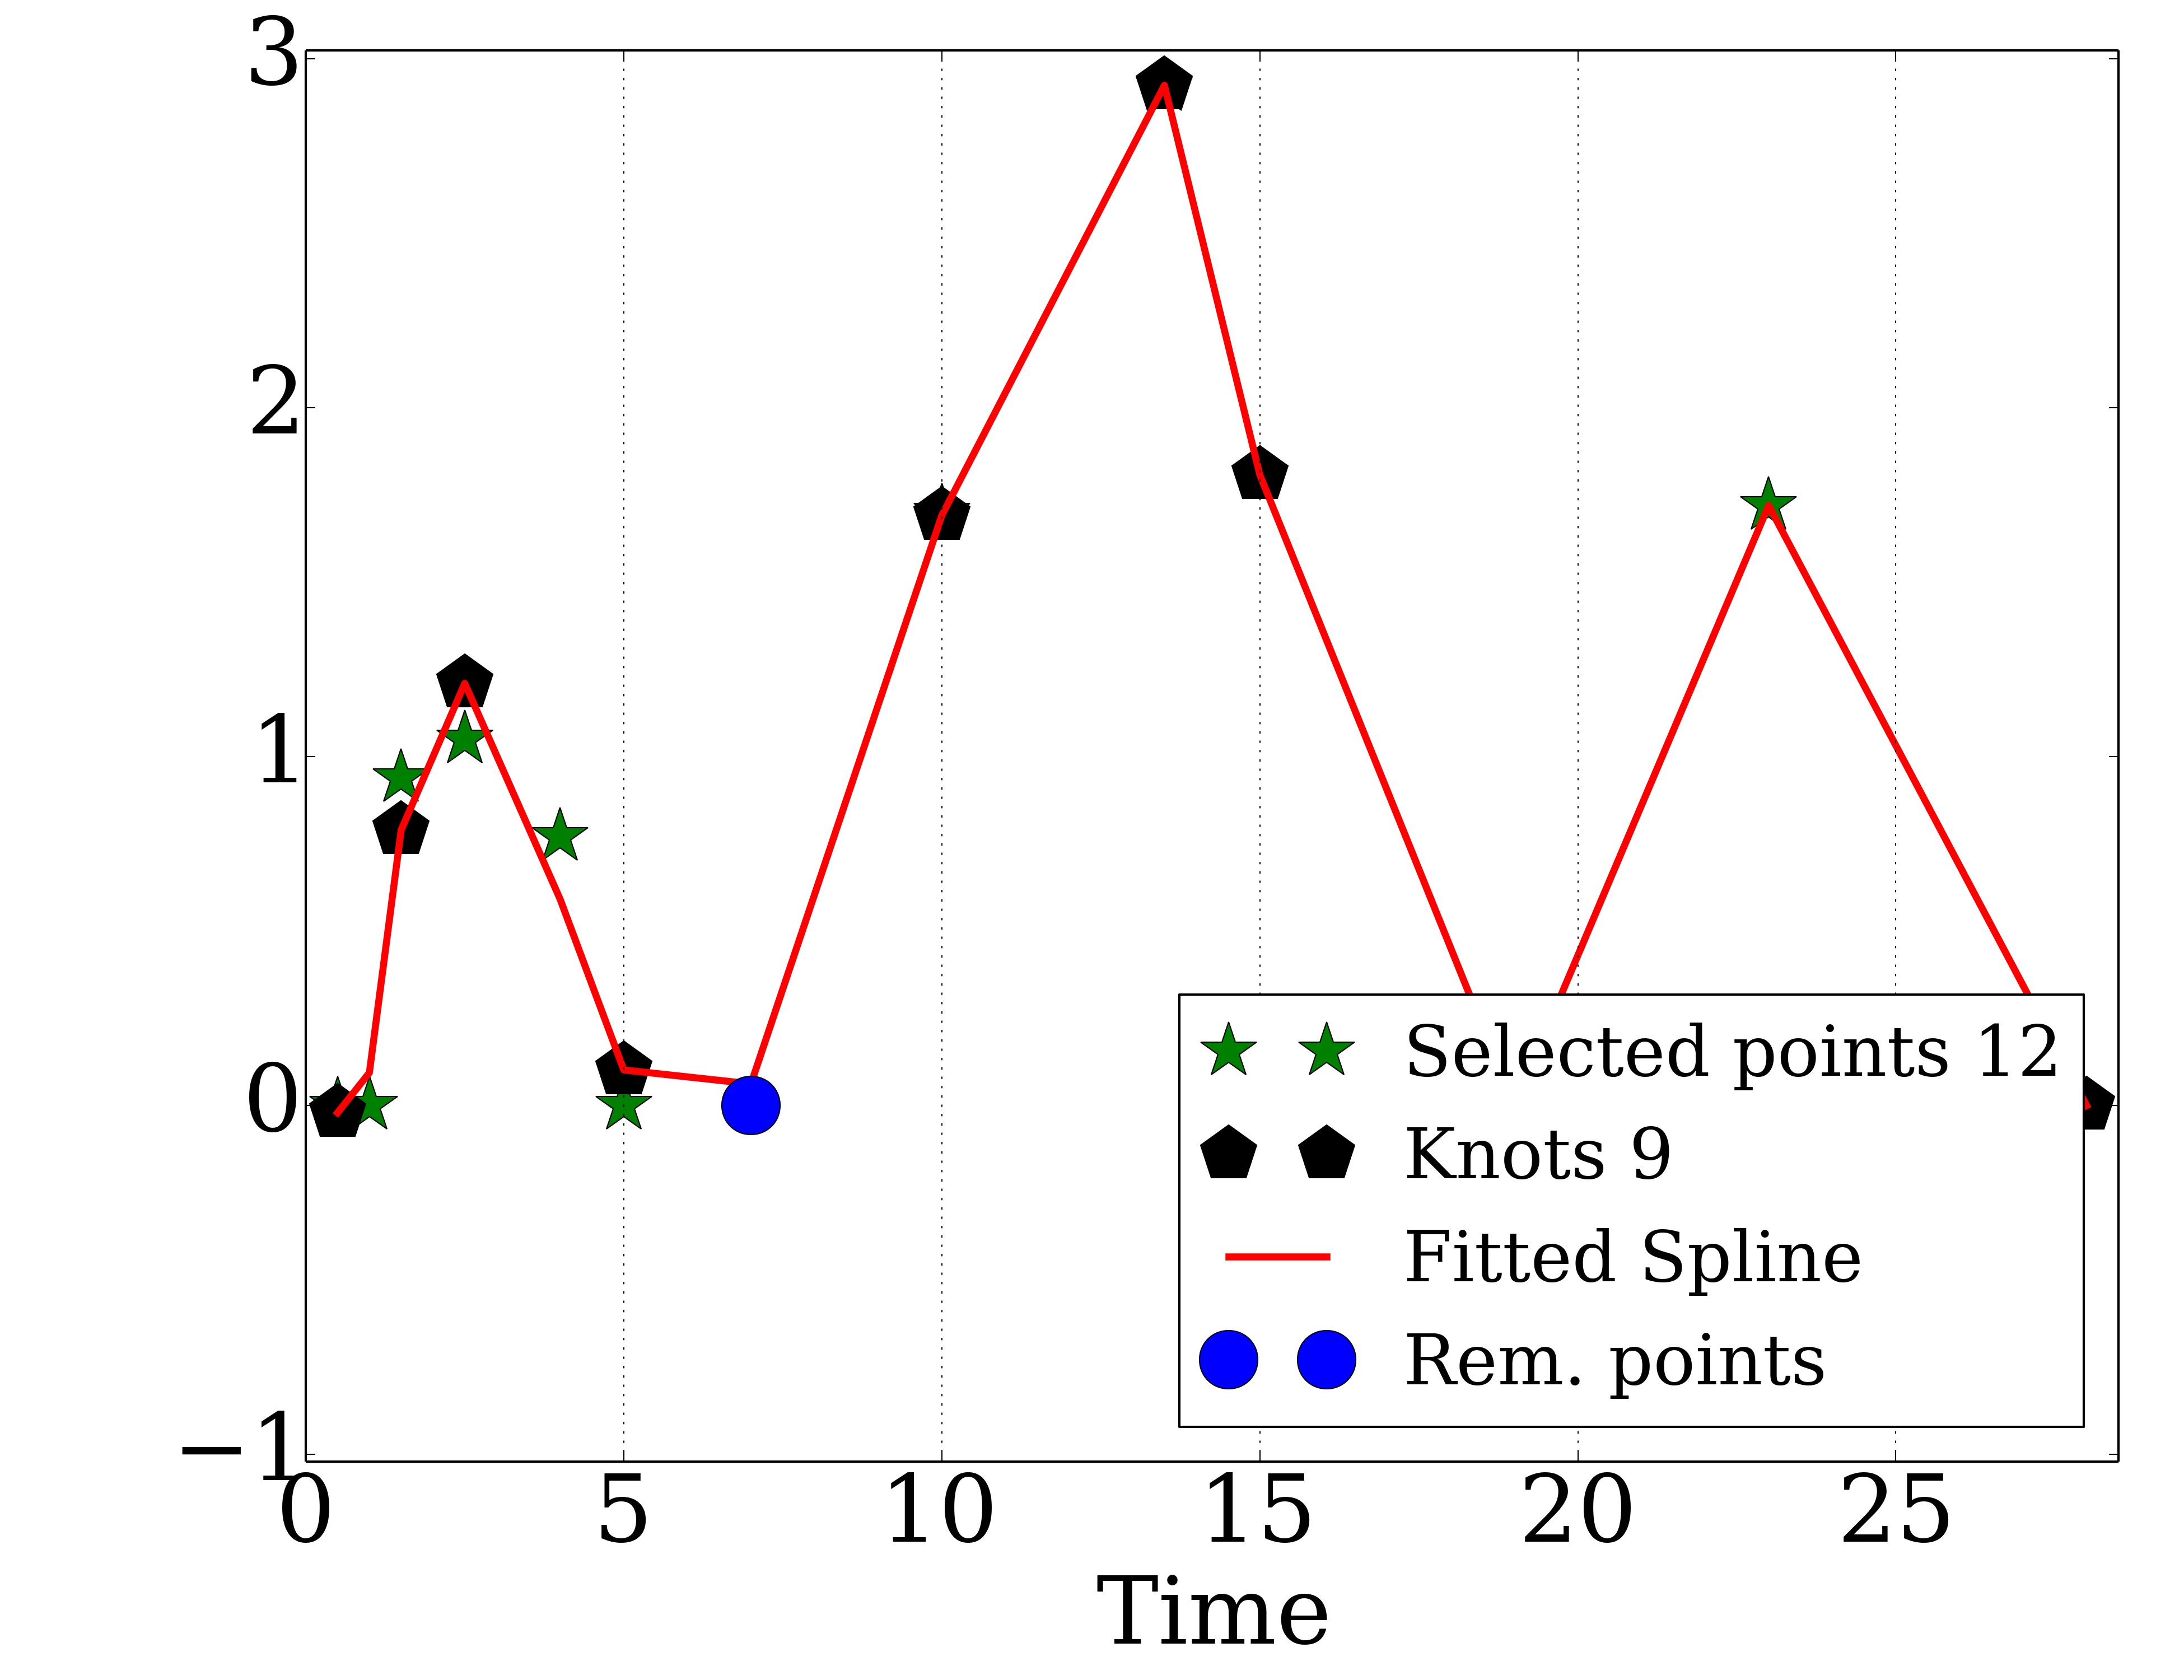 3
2
1
0
−1
0 5 10 15 20 25
Time
Selected points 12
Knots 9
Fitted Spline
Rem. points